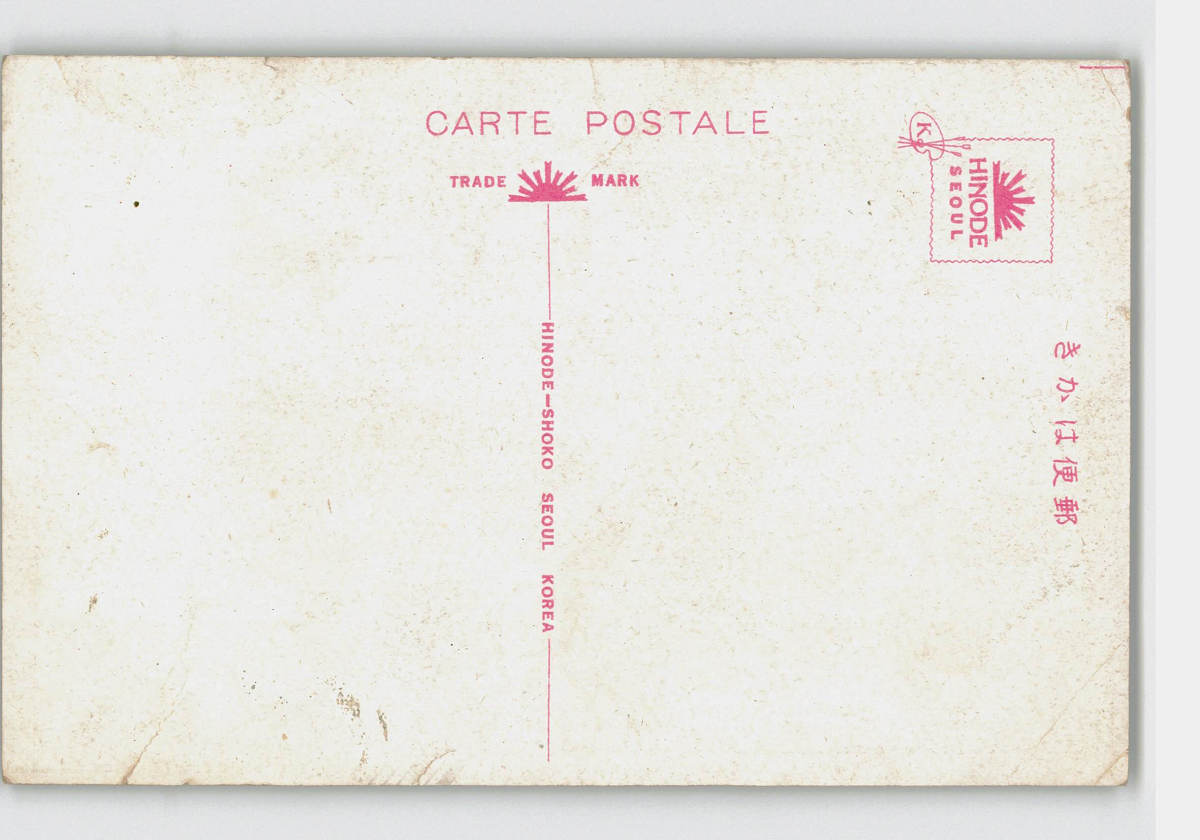 CARTE POSTALE
TRADE MARK
HINODE-SHOKO SEOUL KOREA
K
HINODE
SEOUL
郵便はかき